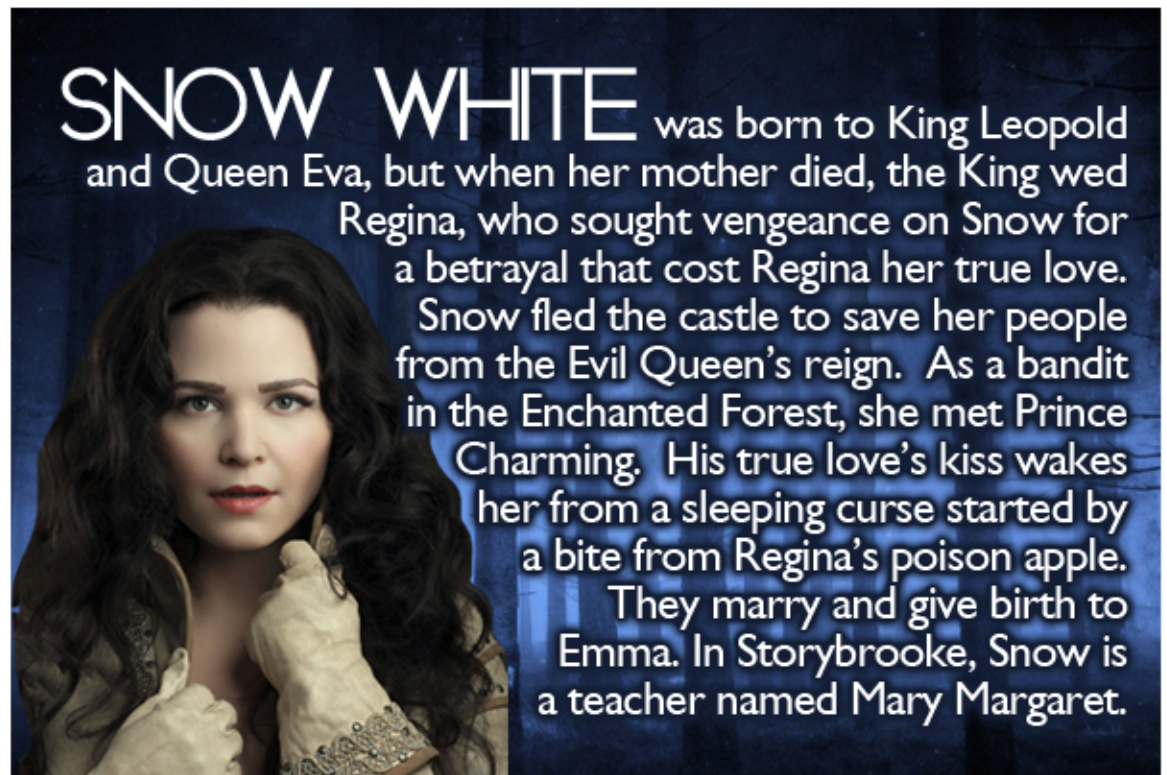 SNOW WHITE was born to King Leopold
and Queen Eva, but when her mother died, the King wed
Regina, who sought vengeance on Snow for
a betrayal that cost Regina her true love.
Snow fled the castle to save her people
from the Evil Queen’s reign.  As a bandit
in the Enchanted Forest, she met Prince
Charming.  His true love’s kiss wakes
her from a sleeping curse started by
a bite from Regina’s poison apple.
They marry and give birth to
Emma. In Storybrooke, Snow is
a teacher named Mary Margaret.